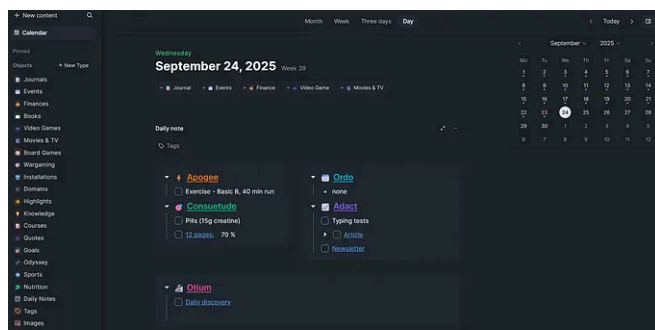 + New content
Calendar
Pinned
Objects + New Type
Journals
Events
Finances
Books
Video Games
Movies & TV
Board Games
Wargaming
Installations
Domains
Highlights
Knowledge
Courses
Quotes
Goals
Odyssey
Sports
Nutrition
Daily Notes
Tags
Images
Month Week Three days Day
Today
Wednesday
September 24, 2025 Week 39
+ Journal + Events + Finance + Video Game + Movies & TV
Daily note
Tags
Apogee
Exercise - Basic B, 40 min run
Consuetude
Pills (15g creatine)
12 pages: 70 %
Ordo
none
Adact
Typing tests
Article
Newsletter
Otium
Daily discovery
September 2025
Mo Tu We Th Fr Sa Su
1 2 3 4 5 6 7
8 9 10 11 12 13 14
15 16 17 18 19 20 21
22 23 24 25 26 27 28
29 30 1 2 3 4 5
6 7 8 9 10 11 12